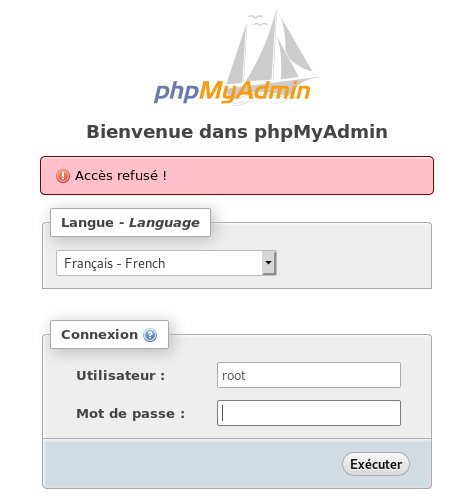 phpMyAdmin
Bienvenue dans phpMyAdmin
Accès refusé !
Langue - Language
Français - French
Connexion
Utilisateur :
root
Mot de passe :
Exécuter